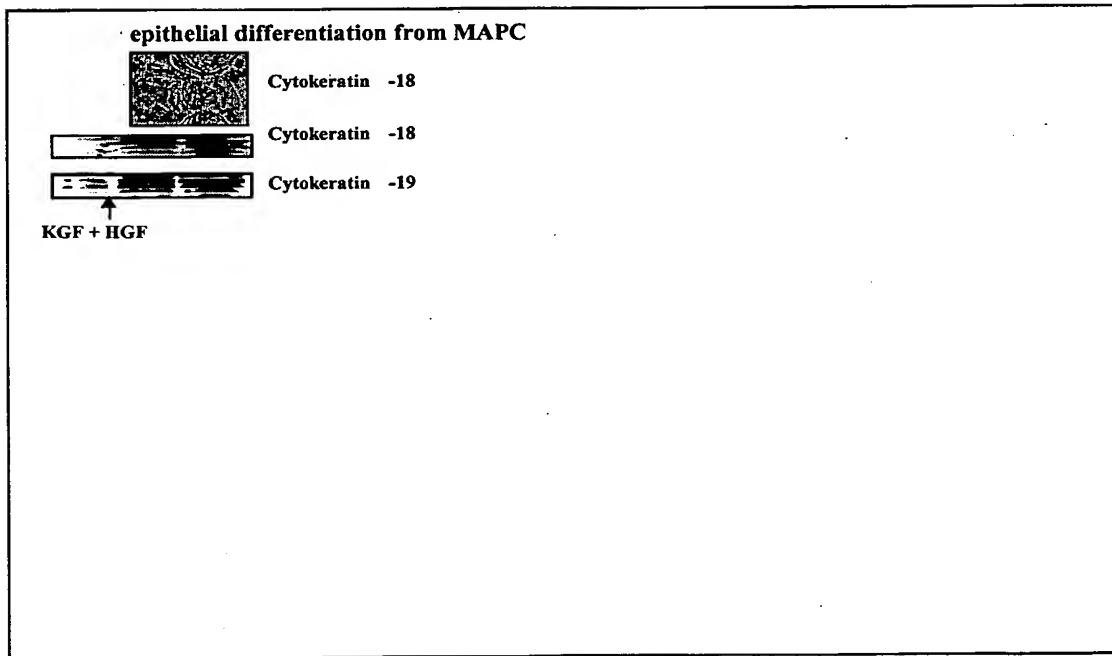 epithelial differentiation from MAPC
Cytokeratin -18
Cytokeratin -18
Cytokeratin -19
KGF + HGF